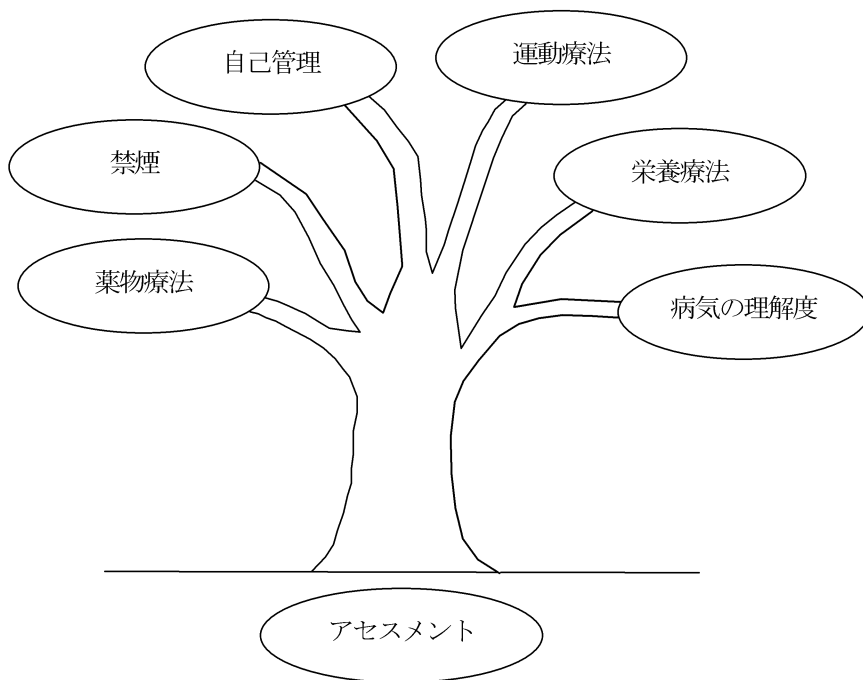 自己管理
運動療法
禁煙
栄養療法
薬物療法
病気の理解度
アセスメント